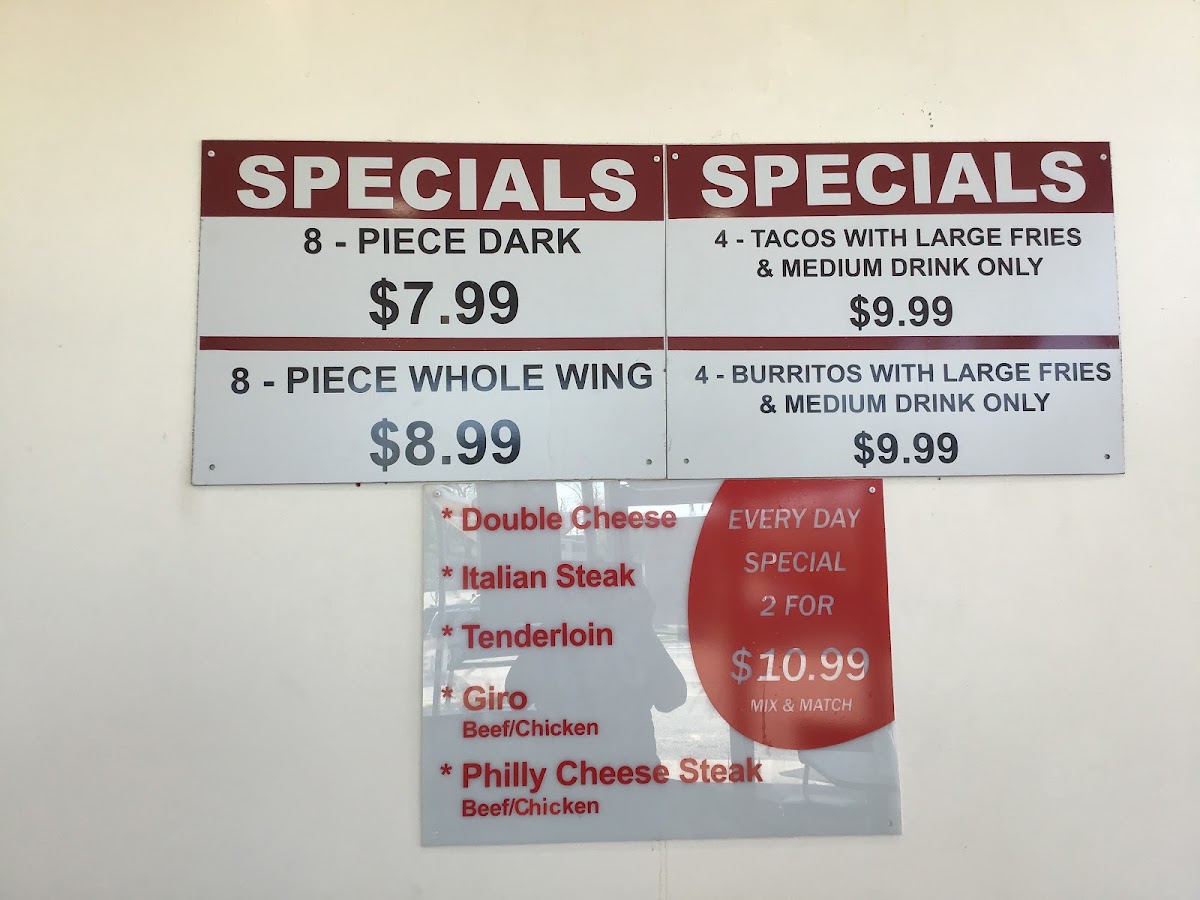 SPECIALS
8 - PIECE DARK
$7.99
8 - PIECE WHOLE WING
$8.99
SPECIALS
4 - TACOS WITH LARGE FRIES
& MEDIUM DRINK ONLY
$9.99
4 - BURRITOS WITH LARGE FRIES
& MEDIUM DRINK ONLY
$9.99
* Double Cheese
* Italian Steak
* Tenderloin
* Giro
Beef/Chicken
* Philly Cheese Steak
Beef/Chicken
EVERY DAY
SPECIAL
2 FOR
$10.99
MIX & MATCH